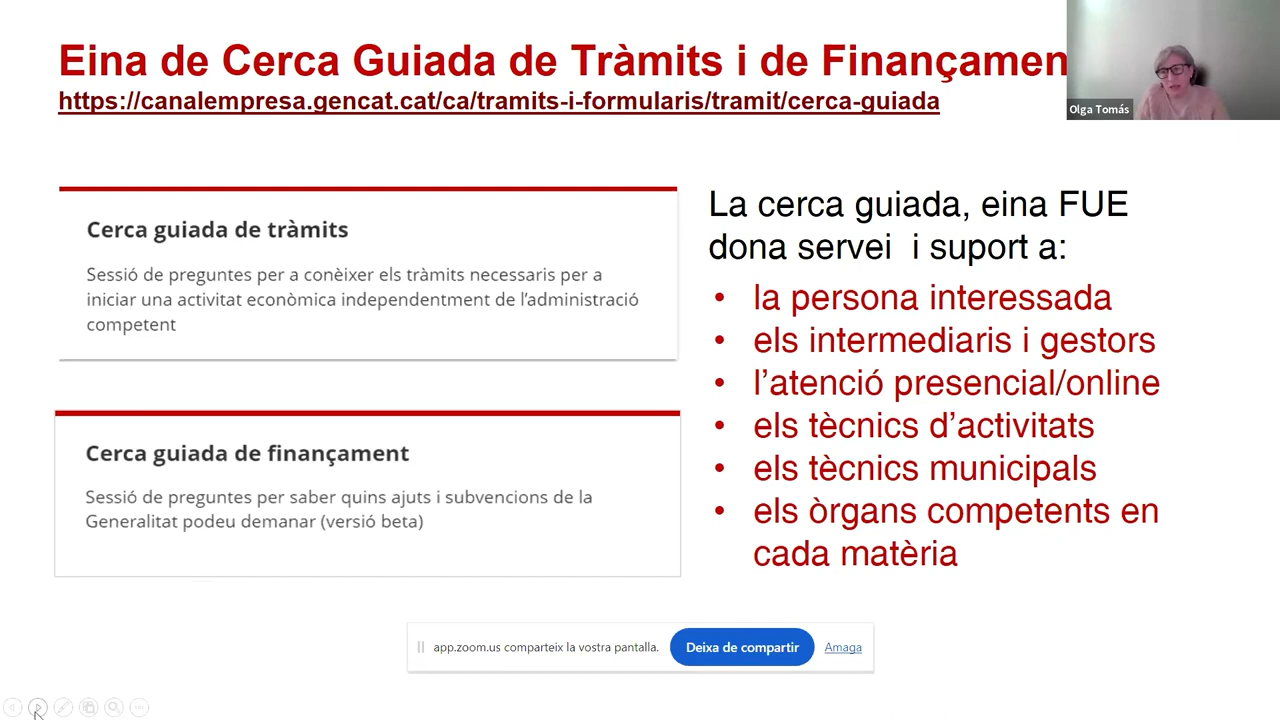 Eina de Cerca Guiada de Tràmits i de Finançamen
https://canalempresa.gencat.cat/ca/tramits-i-formularis/tramit/cerca-guiada
Olga Tomás
Cerca guiada de tràmits
Sessió de preguntes per a conèixer els tràmits necessaris per a
iniciar una activitat econòmica independentment de l'administració
competent
Cerca guiada de finançament
Sessió de preguntes per saber quins ajuts i subvencions de la
Generalitat podeu demanar (versió beta)
La cerca guiada, eina FUE
dona servei i suport a:
• la persona interessada
• els intermediaris i gestors
• l'atenció presencial/online
• els tècnics d'activitats
• els tècnics municipals
• els òrgans competents en
cada matèria
app.zoom.us comparteix la vostra pantalla.
Deixa de compartir
Amaga